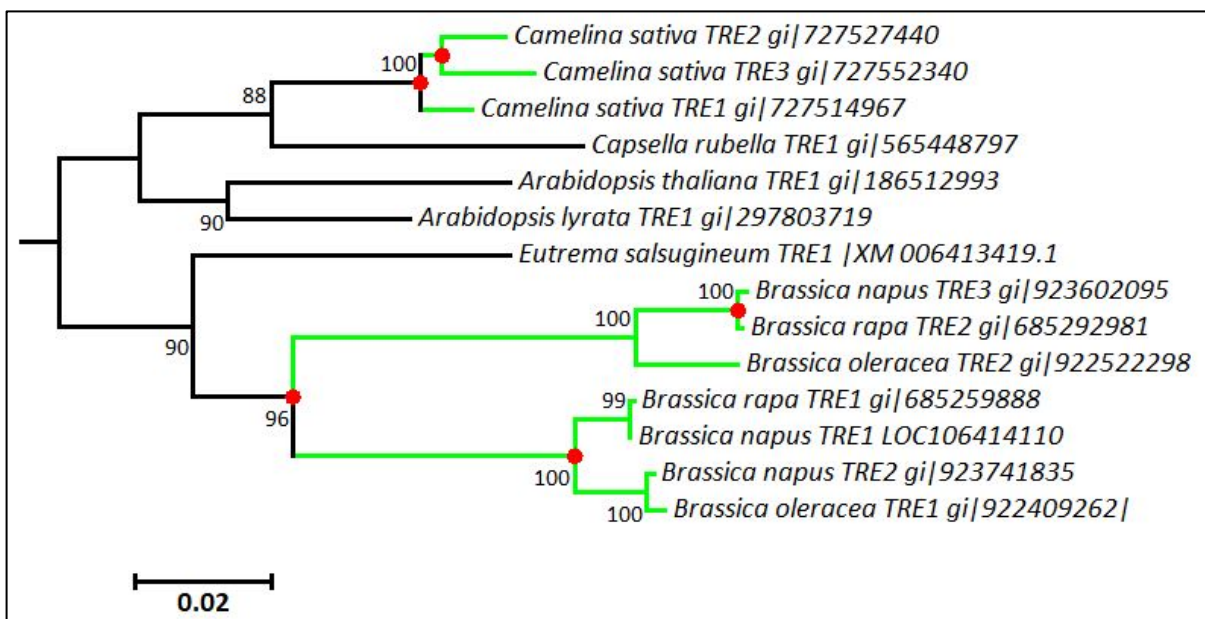 Camelina sativa TRE2 gi|727527440
100
Camelina sativa TRE3 gi|727552340
88
Camelina sativa TRE1 gi|727514967
Capsella rubella TRE1 gi|565448797
Arabidopsis thaliana TRE1 gi|186512993
90
Arabidopsis lyrata TRE1 gi|297803719
Eutrema salsugineum TRE1 |XM 006413419.1
100
Brassica napus TRE3 gi|923602095
100
Brassica rapa TRE2 gi|685292981
90
Brassica oleracea TRE2 gi|922522298
99
Brassica rapa TRE1 gi|685259888
96
Brassica napus TRE1 LOC106414110
100
Brassica napus TRE2 gi|923741835
100
Brassica oleracea TRE1 gi|922409262|
0.02